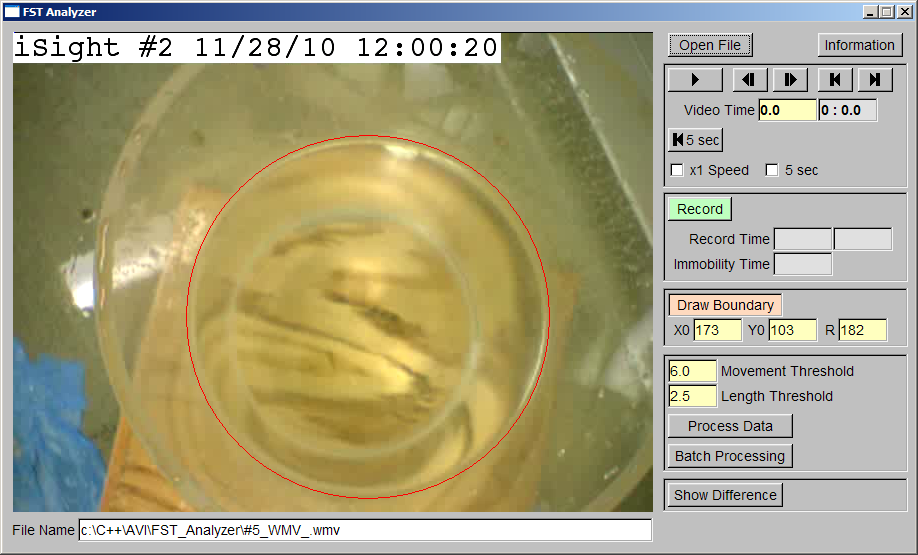 FST Analyzer
iSight #2 11/28/10 12:00:20
Open File
Information
Video Time 0.0 0 : 0.0
5 sec
x1 Speed 5 sec
Record
Record Time
Immobility Time
Draw Boundary
X0 173 Y0 103 R 182
6.0 Movement Threshold
2.5 Length Threshold
Process Data
Batch Processing
Show Difference
File Name c:\C++\AVI\FST_Analyzer\#5_WMV_.wmv